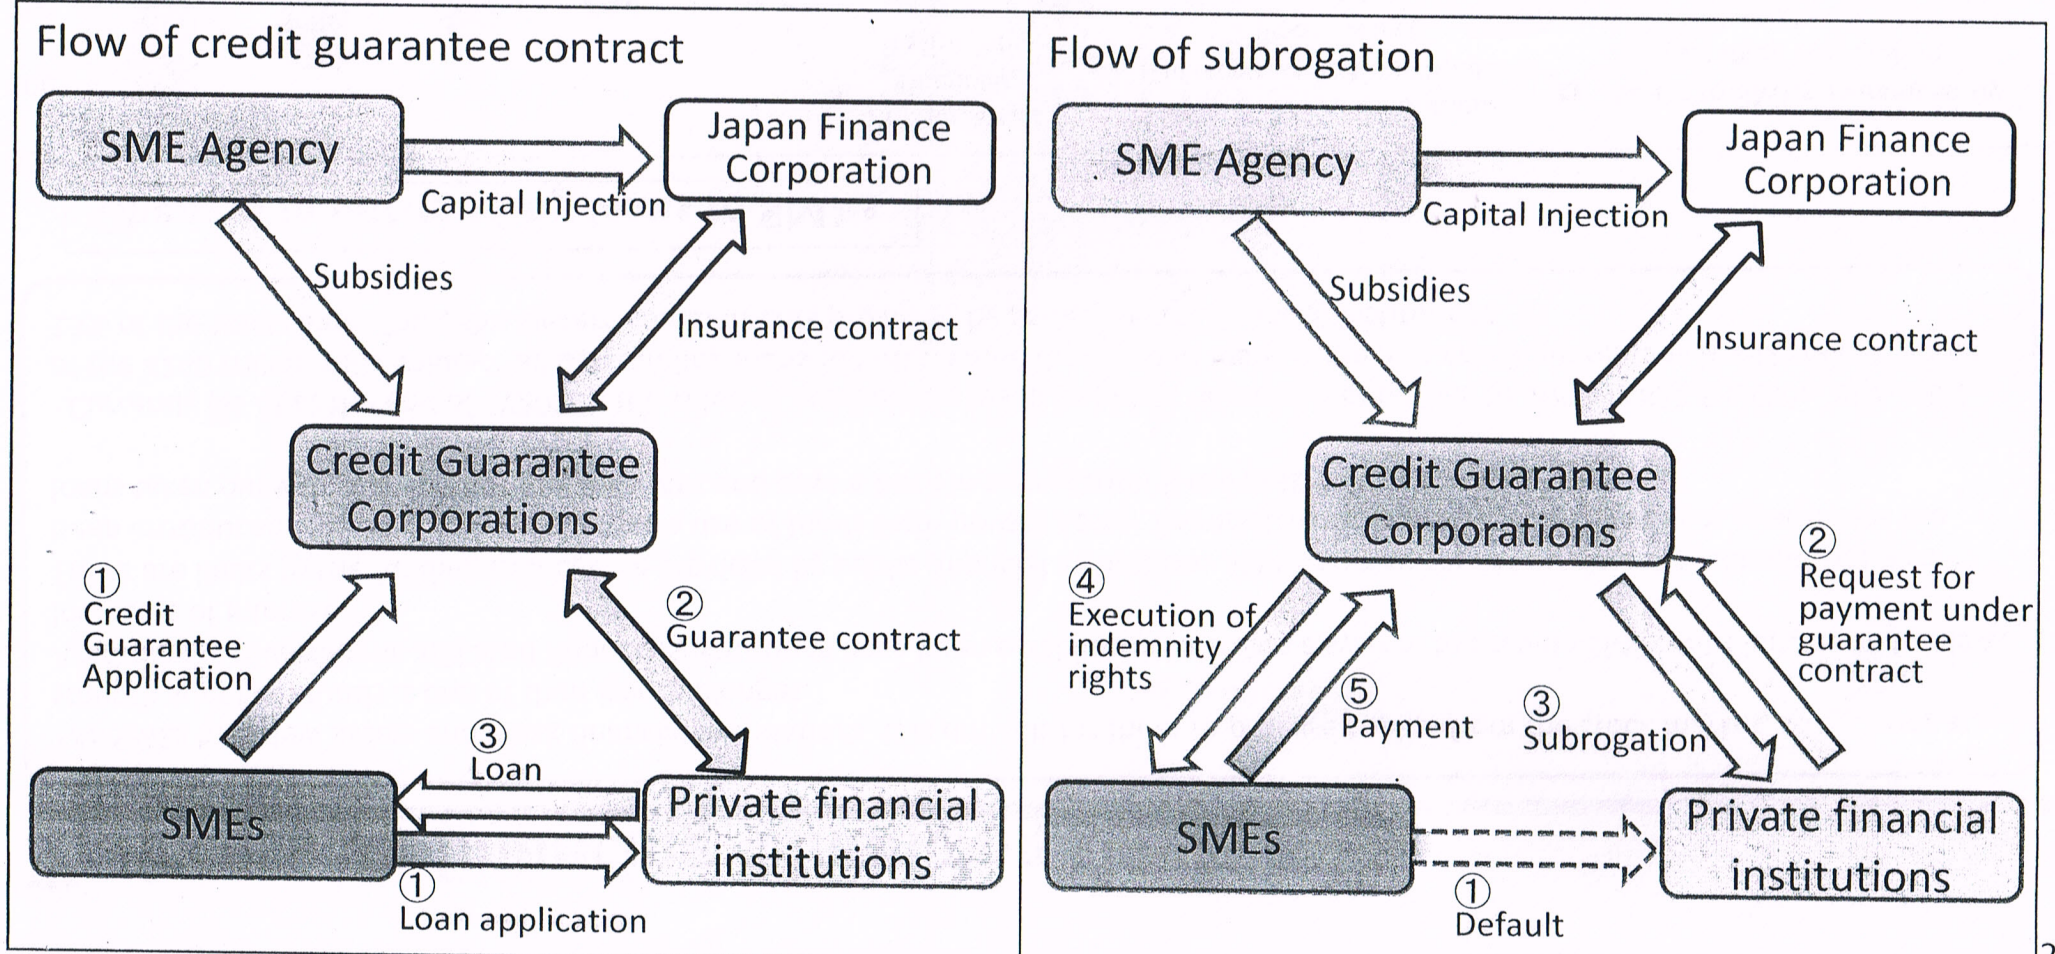 Flow of credit guarantee contract
SME Agency
Japan Finance
Corporation
Capital Injection
Subsidies
Insurance contract
Credit Guarantee
Corporations
①
Credit
Guarantee
Application
②
Guarantee contract
③
Loan
SMEs
Private financial
institutions
①
Loan application
Flow of subrogation
SME Agency
Japan Finance
Corporation
Capital Injection
Subsidies
Insurance contract
Credit Guarantee
Corporations
②
Request for
payment under
guarantee
contract
④
Execution of
indemnity
rights
⑤
Payment
③
Subrogation
SMEs
Private financial
institutions
①
Default